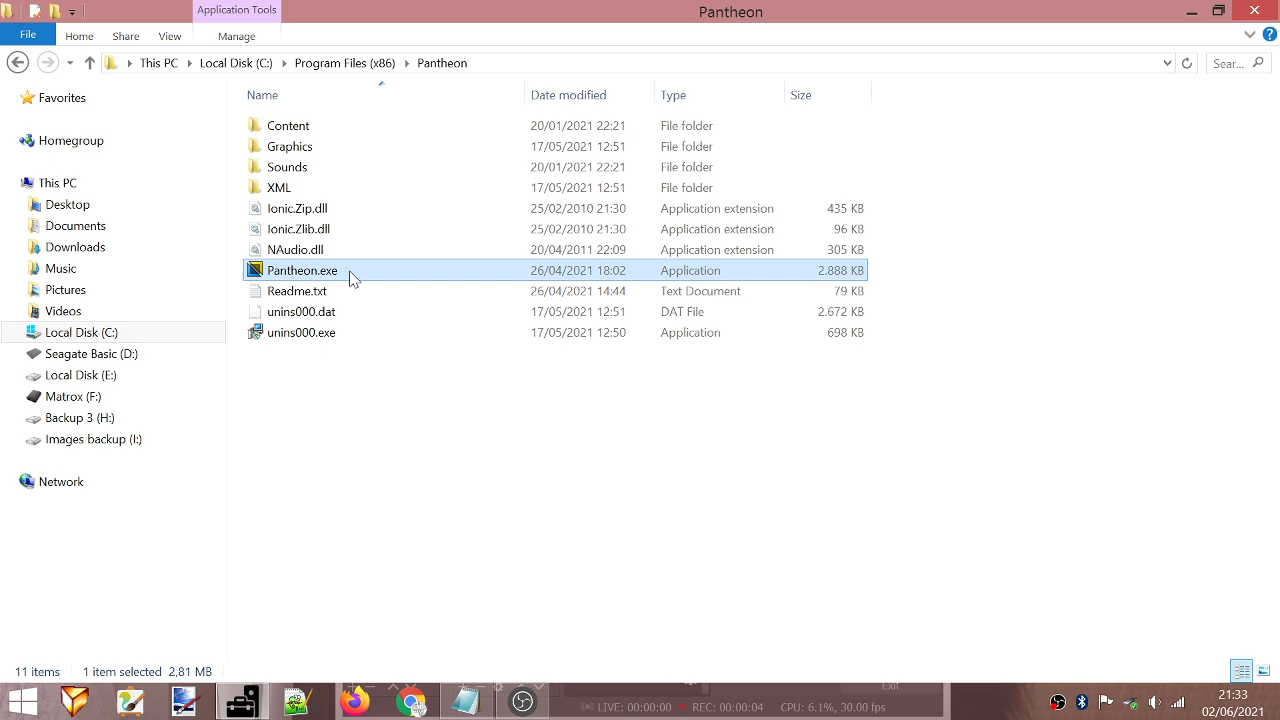 Application Tools
Pantheon
File Home Share View Manage
This PC Local Disk (C:) Program Files (x86) Pantheon
Sear...
Favorites
Homegroup
This PC
Desktop
Documents
Downloads
Music
Pictures
Videos
Local Disk (C:)
Seagate Basic (D:)
Local Disk (E:)
Matrox (F:)
Backup 3 (H:)
Images backup (I:)
Network
Name Date modified Type Size
Content 20/01/2021 22:21 File folder
Graphics 17/05/2021 12:51 File folder
Sounds 20/01/2021 22:21 File folder
XML 17/05/2021 12:51 File folder
Ionic.Zip.dll 25/02/2010 21:30 Application extension 435 KB
Ionic.Zlib.dll 25/02/2010 21:30 Application extension 96 KB
NAudio.dll 20/04/2011 22:09 Application extension 305 KB
Pantheon.exe 26/04/2021 18:02 Application 2.888 KB
Readme.txt 26/04/2021 14:44 Text Document 79 KB
unins000.dat 17/05/2021 12:51 DAT File 2.672 KB
unins000.exe 17/05/2021 12:50 Application 698 KB
11 items 1 item selected 2,81 MB
Exit
LIVE: 00:00:00 REC: 00:00:04 CPU: 6.1%, 30.00 fps
21:33
02/06/2021